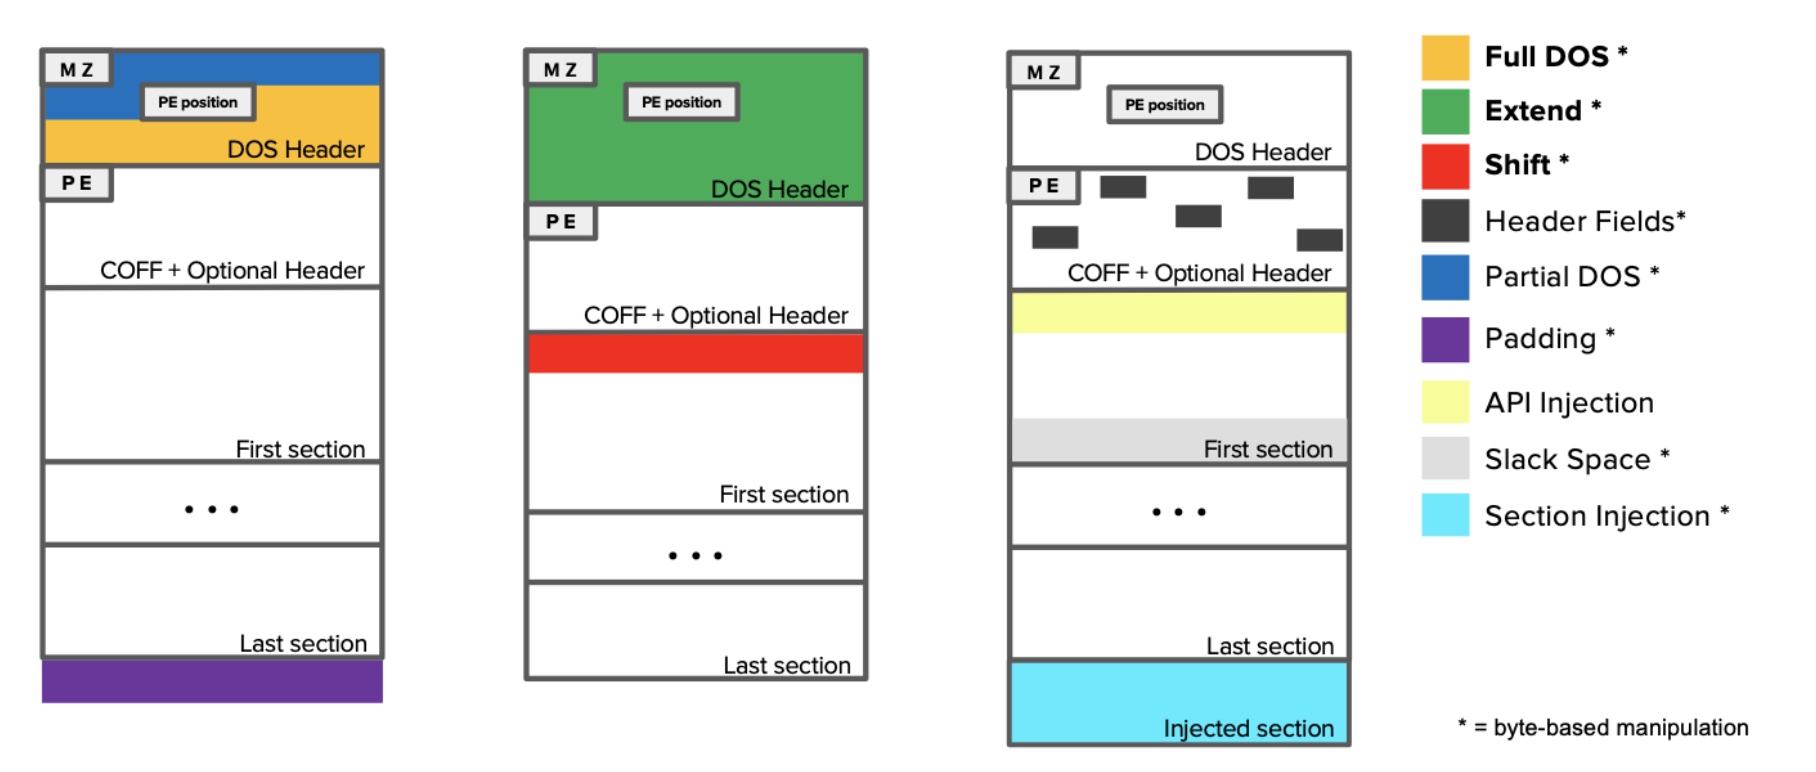 M Z
PE position
DOS Header
P E
COFF + Optional Header
First section
• • •
Last section
M Z
PE position
DOS Header
P E
COFF + Optional Header
First section
• • •
Last section
M Z
PE position
DOS Header
P E
COFF + Optional Header
First section
• • •
Last section
Injected section
Full DOS *
Extend *
Shift *
Header Fields*
Partial DOS *
Padding *
API Injection
Slack Space *
Section Injection *
* = byte-based manipulation